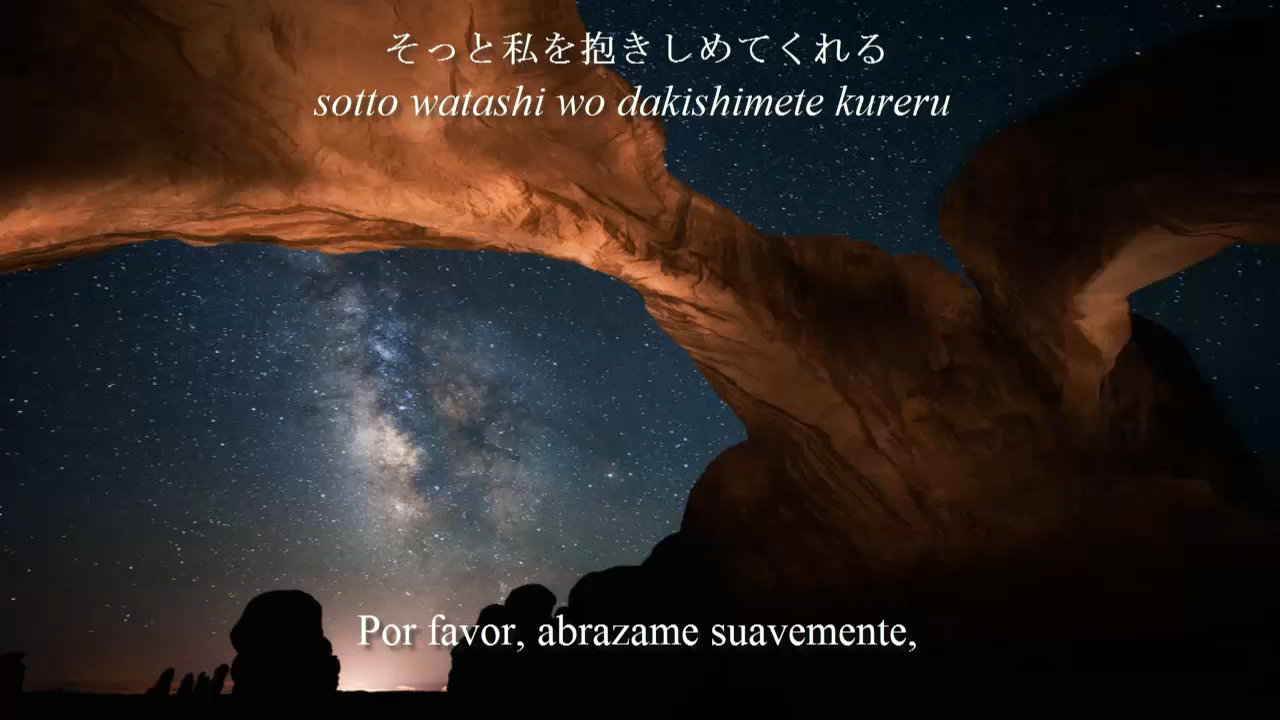 そっと私を抱きしめてくれる
sotto watashi wo dakishimete kureru
Por favor, abrazame suavemente,